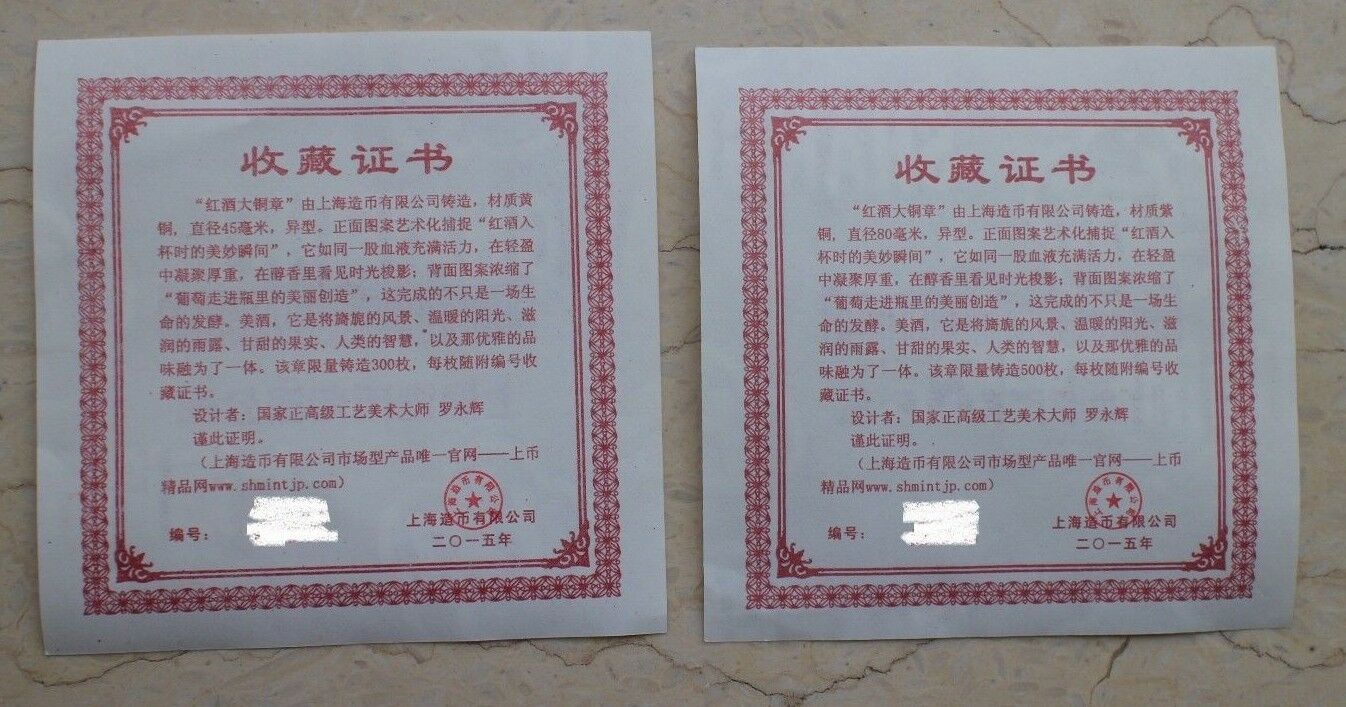 收藏证书
“红酒大铜章”由上海造币有限公司铸造，材质黄
铜，直径45毫米，异型。正面图案艺术化捕捉“红酒入
杯时的美妙瞬间”，它如同一股血液充满活力，在轻盈
中凝聚厚重，在醇香里看见时光梭影；背面图案浓缩了
“葡萄走进瓶里的美丽创造”，这完成的不只是一场生
命的发酵。美酒，它是将旖旎的风景、温暖的阳光、滋
润的雨露、甘甜的果实、人类的智慧，以及那优雅的品
味融为了一体。该章限量铸造300枚，每枚随附编号收
藏证书。
设计者：国家正高级工艺美术大师 罗永辉
谨此证明。
（上海造币有限公司市场型产品唯一官网——上币
精品网www.shmintjp.com）
编号：
上海造币有限公司
二〇一五年
收藏证书
“红酒大铜章”由上海造币有限公司铸造，材质紫
铜，直径80毫米，异型。正面图案艺术化捕捉“红酒入
杯时的美妙瞬间”，它如同一股血液充满活力，在轻盈
中凝聚厚重，在醇香里看见时光梭影；背面图案浓缩了
“葡萄走进瓶里的美丽创造”，这完成的不只是一场生
命的发酵。美酒，它是将旖旎的风景、温暖的阳光、滋
润的雨露、甘甜的果实、人类的智慧，以及那优雅的品
味融为了一体。该章限量铸造500枚，每枚随附编号收
藏证书。
设计者：国家正高级工艺美术大师 罗永辉
谨此证明。
（上海造币有限公司市场型产品唯一官网——上币
精品网www.shmintjp.com）
编号：
上海造币有限公司
二〇一五年